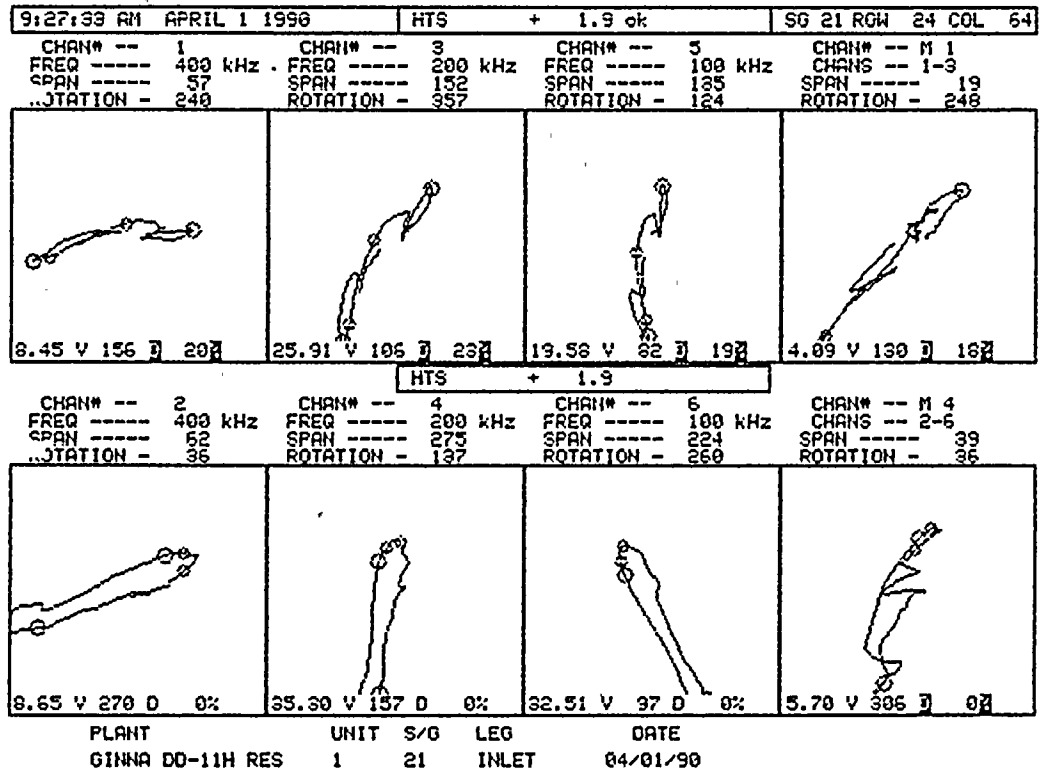 9:27:33 AM APRIL 1 1990 HTS + 1.9 ok SG 21 ROW 24 COL 64
CHAN# -- 1 CHAN# -- 3 CHAN# -- 5 CHAN# -- M 1
FREQ ----- 400 kHz FREQ ----- 200 kHz FREQ ----- 100 kHz CHANS -- 1-3
SPAN ----- 57 SPAN ----- 152 SPAN ----- 135 SPAN ----- 19
OTATION - 240 ROTATION - 357 ROTATION - 124 ROTATION - 248
8.45 V 156 D 20 25.91 V 106 D 23 19.58 V 82 D 19 4.09 V 130 D 18
HTS + 1.9
CHAN# -- 2 CHAN# -- 4 CHAN# -- 6 CHAN# -- M 4
FREQ ----- 400 kHz FREQ ----- 200 kHz FREQ ----- 100 kHz CHANS -- 2-6
SPAN ----- 62 SPAN ----- 275 SPAN ----- 224 SPAN ----- 39
OTATION - 36 ROTATION - 137 ROTATION - 260 ROTATION - 36
8.65 V 270 D 0% 35.30 V 157 D 0% 32.51 V 97 D 0% 5.70 V 306 D 0
PLANT UNIT S/G LEG DATE
GINNA DD-11H RES 1 21 INLET 04/01/90